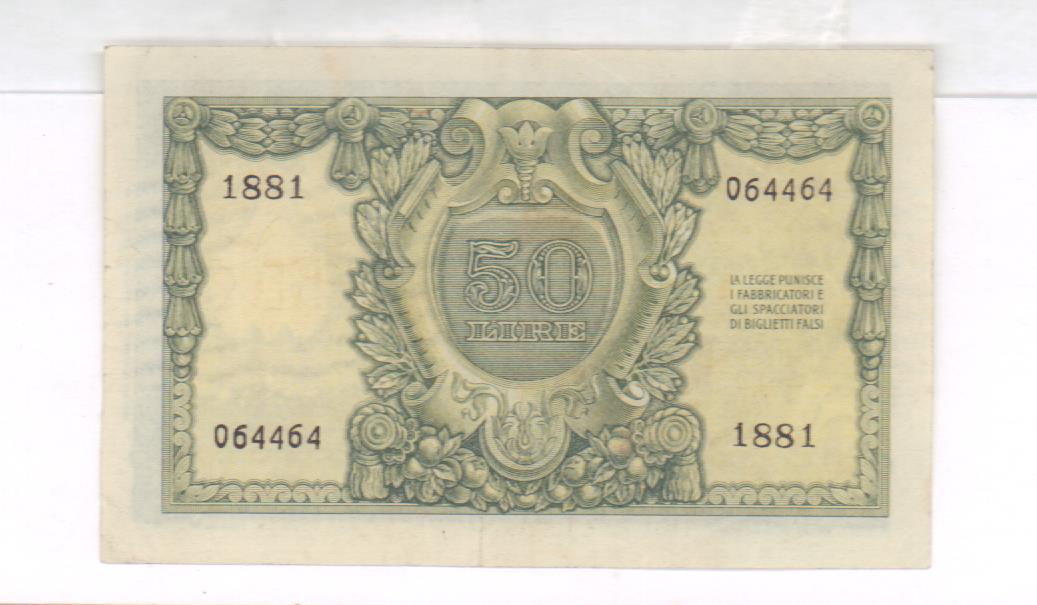 1881
064464
50
LIRE
LA LEGGE PUNISCE
I FABBRICATORI E
GLI SPACCIATORI
DI BIGLIETTI FALSI
064464
1881